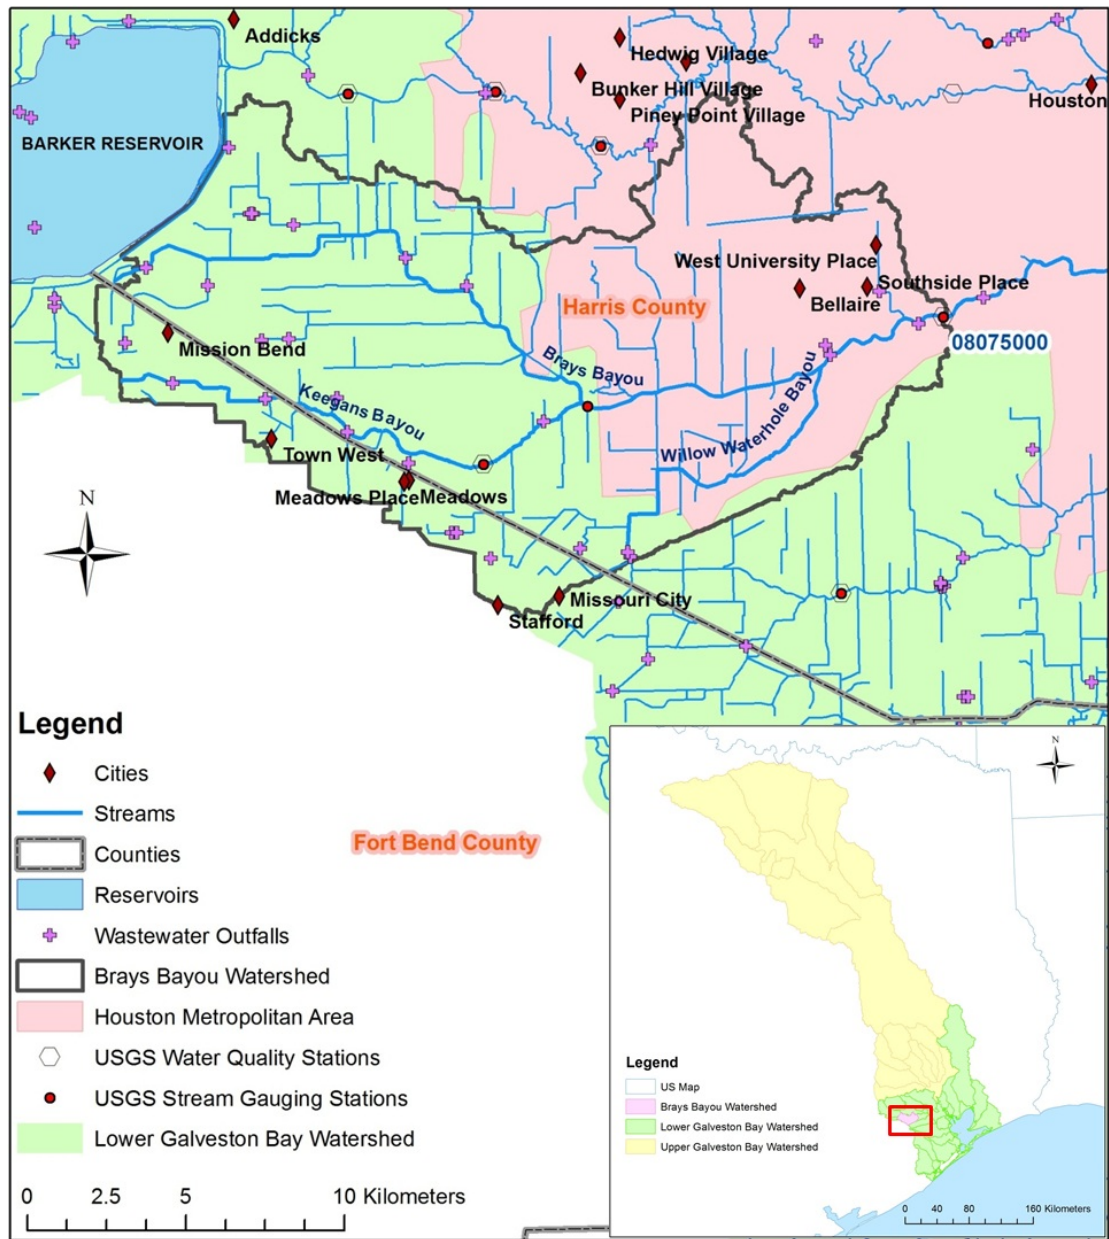 Addicks
Hedwig Village
Bunker Hill Village
Piney Point Village
Houston
BARKER RESERVOIR
West University Place
Southside Place
Bellaire
Harris County
08075000
Mission Bend
Brays Bayou
Keegans Bayou
Willow Waterhole Bayou
Town West
Meadows Place
Meadows
N
Missouri City
Stafford
Legend
Cities
Streams
Counties
Reservoirs
Wastewater Outfalls
Brays Bayou Watershed
Houston Metropolitan Area
USGS Water Quality Stations
USGS Stream Gauging Stations
Lower Galveston Bay Watershed
0 2.5 5 10 Kilometers
Fort Bend County
N
Legend
US Map
Brays Bayou Watershed
Lower Galveston Bay Watershed
Upper Galveston Bay Watershed
0 40 80 160 Kilometers